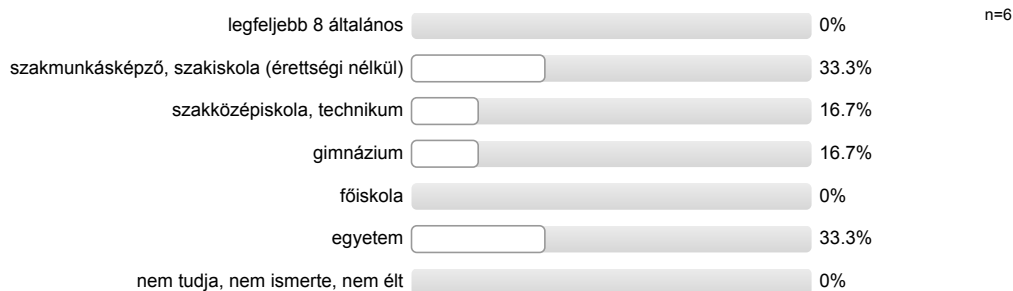 legfeljebb 8 általános 0% n=6
szakmunkásképző, szakiskola (érettségi nélkül) 33.3%
szakközépiskola, technikum 16.7%
gimnázium 16.7%
főiskola 0%
egyetem 33.3%
nem tudja, nem ismerte, nem élt 0%